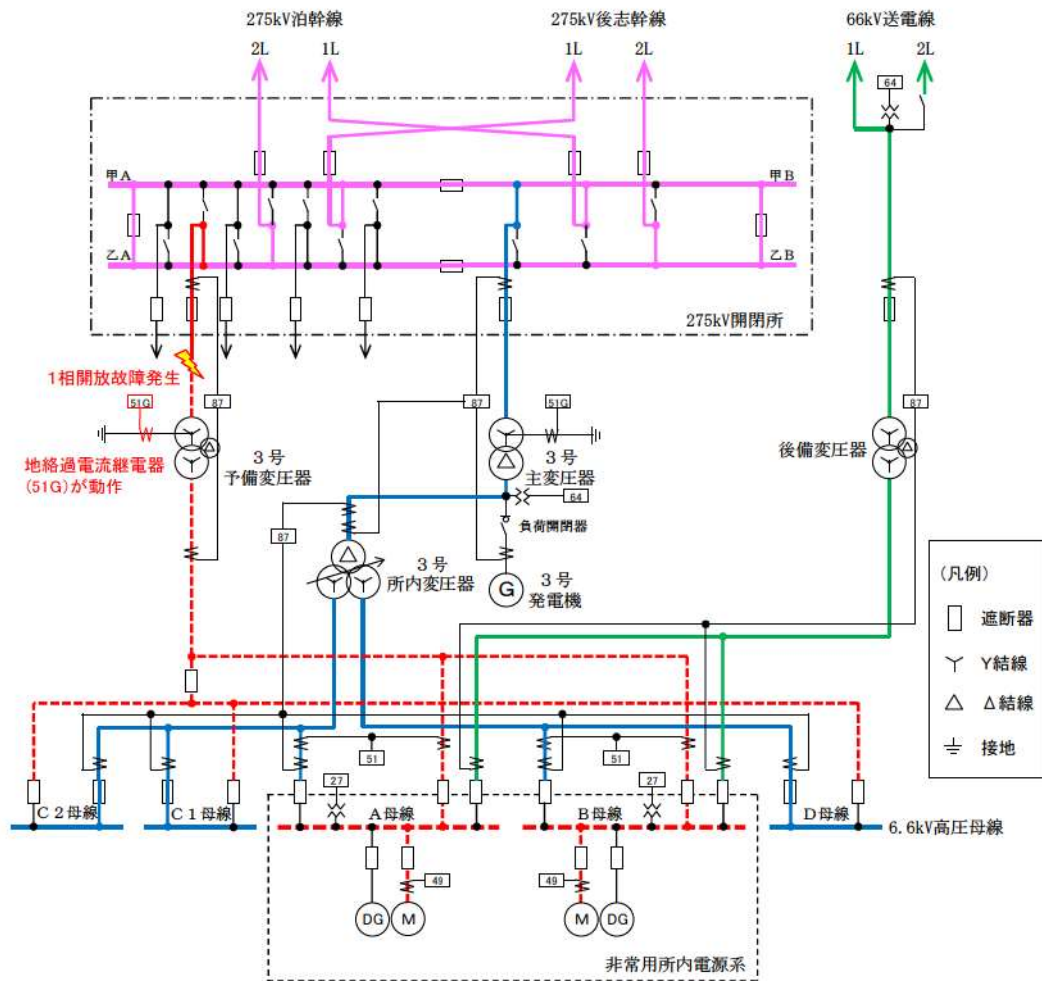 275kV泊幹線
275kV後志幹線
66kV送電線
2L
1L
1L
2L
1L
2L
64
甲A
甲B
乙A
乙B
275kV開閉所
1相開放故障発生
51G
87
87
51G
87
地絡過電流継電器
(51G)が動作
3号
予備変圧器
3号
主変圧器
後備変圧器
64
87
負荷開閉器
3号
所内変圧器
G
3号
発電機
(凡例)
遮断器
Y結線
Δ結線
接地
51
51
27
27
C2母線
C1母線
A母線
B母線
D母線
6.6kV高圧母線
49
49
DG
M
M
DG
非常用所内電源系